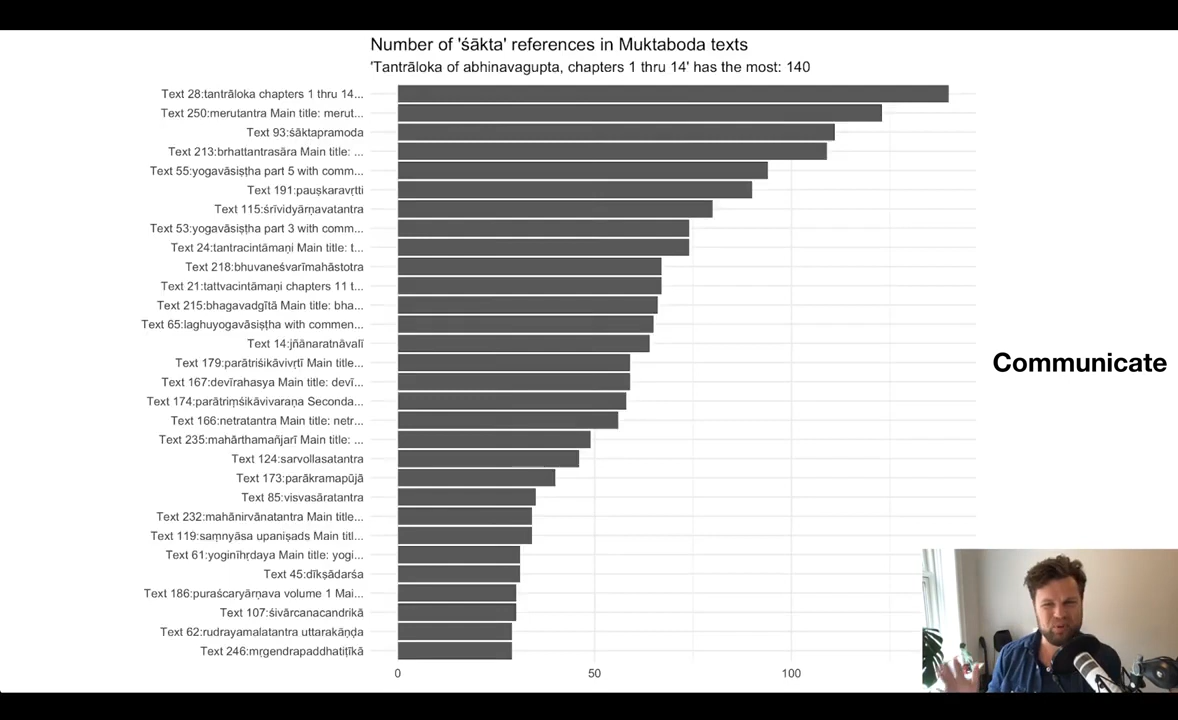 Number of 'śākta' references in Muktaboda texts
'Tantrāloka of abhinavagupta, chapters 1 thru 14' has the most: 140
Text 28:tantrāloka chapters 1 thru 14...
Text 250:merutantra Main title: merut...
Text 93:śāktapramoda
Text 213:brhattantrasāra Main title: ...
Text 55:yogavāsiṣṭha part 5 with comm...
Text 191:pauṣkaravṛtti
Text 115:śrīvidyārṇavatantra
Text 53:yogavāsiṣṭha part 3 with comm...
Text 24:tantracintāmaṇi Main title: t...
Text 218:bhuvaneśvarīmahāstotra
Text 21:tattvacintāmaṇi chapters 11 t...
Text 215:bhagavadgītā Main title: bha...
Text 65:laghuyogavāsiṣṭha with commen...
Text 14:jñānaratnāvalī
Text 179:parātriśikāvivṛtī Main title...
Text 167:devīrahasya Main title: devī...
Text 174:parātriṃśikāvivaraṇa Seconda...
Text 166:netratantra Main title: netr...
Text 235:mahārthamañjarī Main title: ...
Text 124:sarvollasatantra
Text 173:parākramapūjā
Text 85:visvasāratantra
Text 232:mahānirvānatantra Main title...
Text 119:saṃnyāsa upaniṣads Main titl...
Text 61:yoginīhṛdaya Main title: yogi...
Text 45:dīkṣādarśa
Text 186:puraścaryārṇava volume 1 Mai...
Text 107:śivārcanacandrikā
Text 62:rudrayamalatantra uttarakāṇḍa
Text 246:mṛgendrapaddhatiṭīkā
0 50 100
Communicate